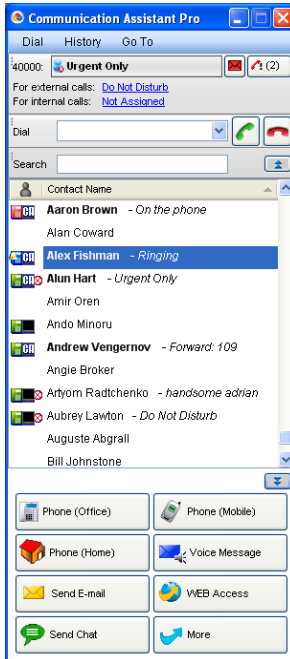 Communication Assistant Pro
Dial History Go To
40000: Urgent Only (2)
For external calls: Do Not Disturb
For internal calls: Not Assigned
Dial
Search
Contact Name
Aaron Brown - On the phone
Alan Coward
Alex Fishman - Ringing
Alun Hart - Urgent Only
Amir Oren
Ando Minoru
Andrew Vengernov - Forward: 109
Angie Broker
Artyom Radtchenko - handsome adrian
Aubrey Lawton - Do Not Disturb
Auguste Abgrall
Bill Johnstone
Phone (Office) Phone (Mobile)
Phone (Home) Voice Message
Send E-mail WEB Access
Send Chat More